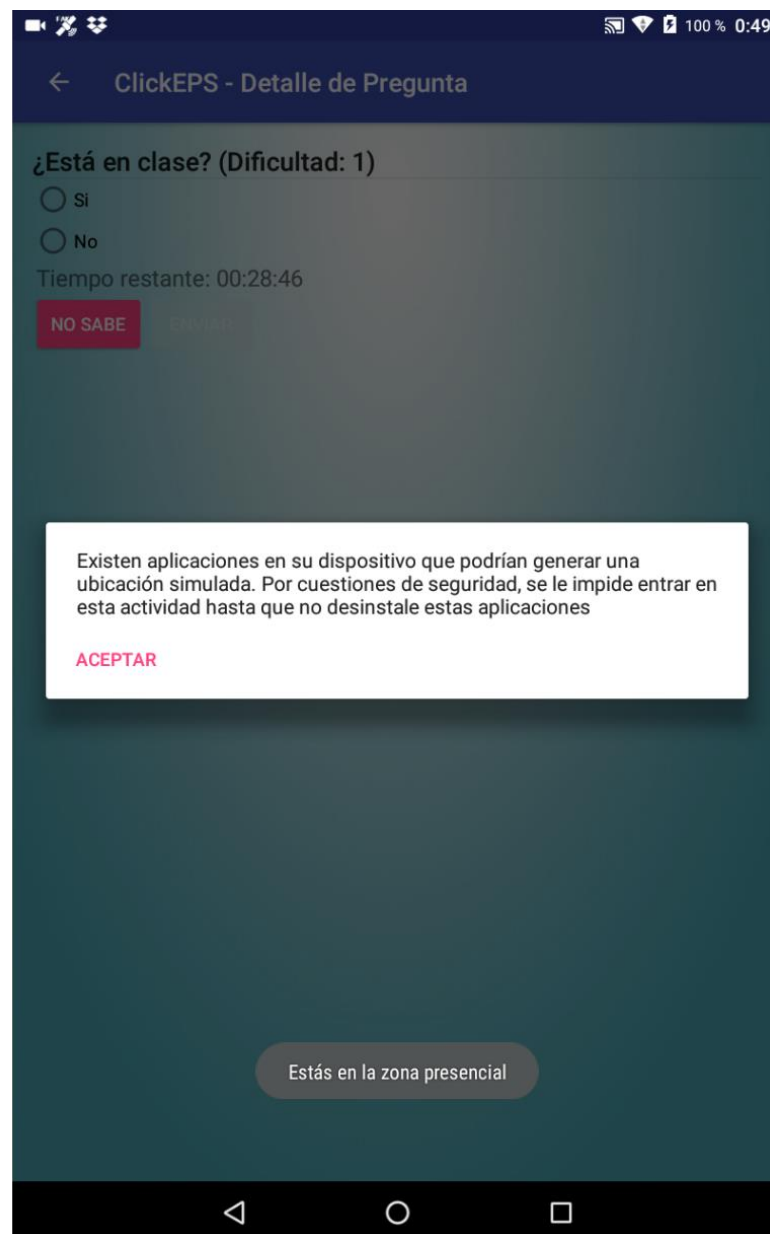 100 % 0:49
ClickEPS - Detalle de Pregunta
¿Está en clase? (Dificultad: 1)
Si
No
Tiempo restante: 00:28:46
NO SABE ENVIAR
Existen aplicaciones en su dispositivo que podrían generar una
ubicación simulada. Por cuestiones de seguridad, se le impide entrar en
esta actividad hasta que no desinstale estas aplicaciones
ACEPTAR
Estás en la zona presencial